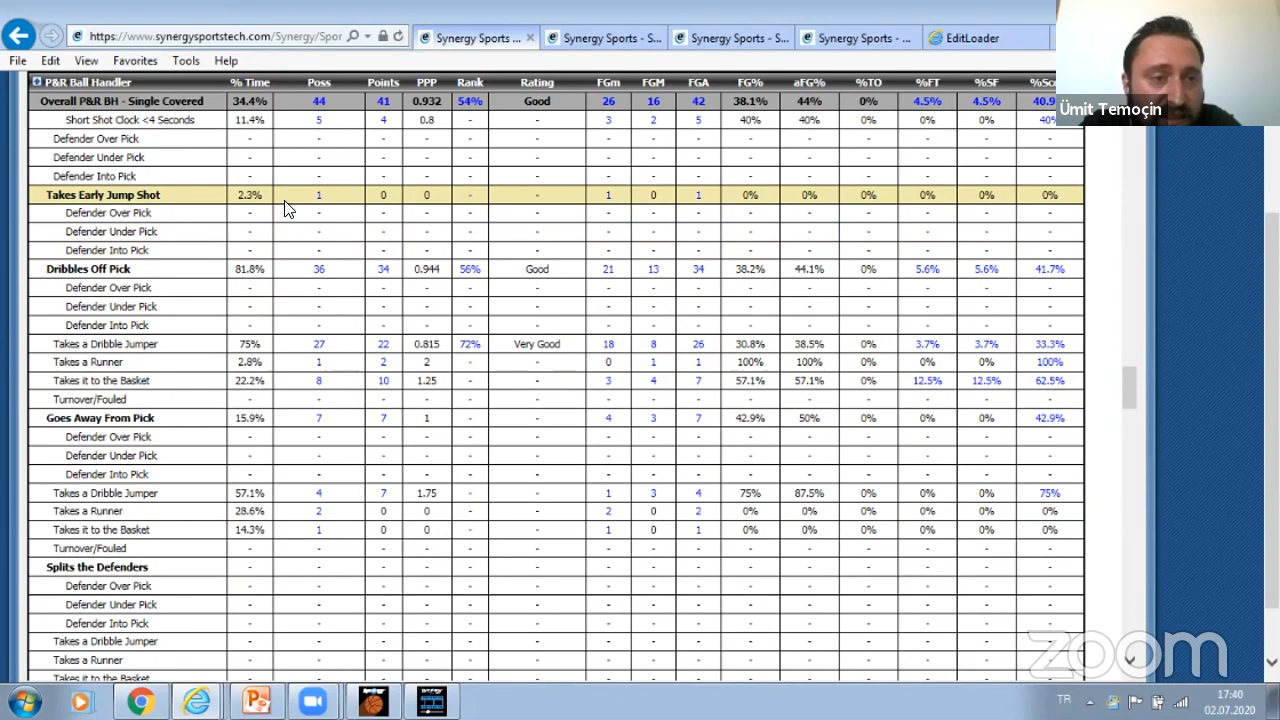 https://www.synergysportstech.com/Synergy/Spor
Synergy Sports ...
Synergy Sports - S...
Synergy Sports - S...
Synergy Sports - ...
EditLoader
File Edit View Favorites Tools Help
Ümit Temoçin
P&R Ball Handler % Time Poss Points PPP Rank Rating FGm FGM FGA FG% aFG% %TO %FT %SF %Sco
Overall P&R BH - Single Covered 34.4% 44 41 0.932 54% Good 26 16 42 38.1% 44% 0% 4.5% 4.5% 40.9
Short Shot Clock <4 Seconds 11.4% 5 4 0.8 - - 3 2 5 40% 40% 0% 0% 0% 40%
Defender Over Pick - - - - - - - - - - - - - - -
Defender Under Pick - - - - - - - - - - - - - - -
Defender Into Pick - - - - - - - - - - - - - - -
Takes Early Jump Shot 2.3% 1 0 0 - - 1 0 1 0% 0% 0% 0% 0% 0%
Defender Over Pick - - - - - - - - - - - - - - -
Defender Under Pick - - - - - - - - - - - - - - -
Defender Into Pick - - - - - - - - - - - - - - -
Dribbles Off Pick 81.8% 36 34 0.944 56% Good 21 13 34 38.2% 44.1% 0% 5.6% 5.6% 41.7%
Defender Over Pick - - - - - - - - - - - - - - -
Defender Under Pick - - - - - - - - - - - - - - -
Defender Into Pick - - - - - - - - - - - - - - -
Takes a Dribble Jumper 75% 27 22 0.815 72% Very Good 18 8 26 30.8% 38.5% 0% 3.7% 3.7% 33.3%
Takes a Runner 2.8% 1 2 2 - - 0 1 1 100% 100% 0% 0% 0% 100%
Takes it to the Basket 22.2% 8 10 1.25 - - 3 4 7 57.1% 57.1% 0% 12.5% 12.5% 62.5%
Turnover/Fouled - - - - - - - - - - - - - - -
Goes Away From Pick 15.9% 7 7 1 - - 4 3 7 42.9% 50% 0% 0% 0% 42.9%
Defender Over Pick - - - - - - - - - - - - - - -
Defender Under Pick - - - - - - - - - - - - - - -
Defender Into Pick - - - - - - - - - - - - - - -
Takes a Dribble Jumper 57.1% 4 7 1.75 - - 1 3 4 75% 87.5% 0% 0% 0% 75%
Takes a Runner 28.6% 2 0 0 - - 2 0 2 0% 0% 0% 0% 0% 0%
Takes it to the Basket 14.3% 1 0 0 - - 1 0 1 0% 0% 0% 0% 0% 0%
Turnover/Fouled - - - - - - - - - - - - - - -
Splits the Defenders - - - - - - - - - - - - - - -
Defender Over Pick - - - - - - - - - - - - - - -
Defender Under Pick - - - - - - - - - - - - - - -
Defender Into Pick - - - - - - - - - - - - - - -
Takes a Dribble Jumper - - - - - - - - - - - - - - -
Takes a Runner - - - - - - - - - - - - - - -
Takes it to the Basket - - - - - - - - - - - - - - -
zoom
TR
17:40
02.07.2020